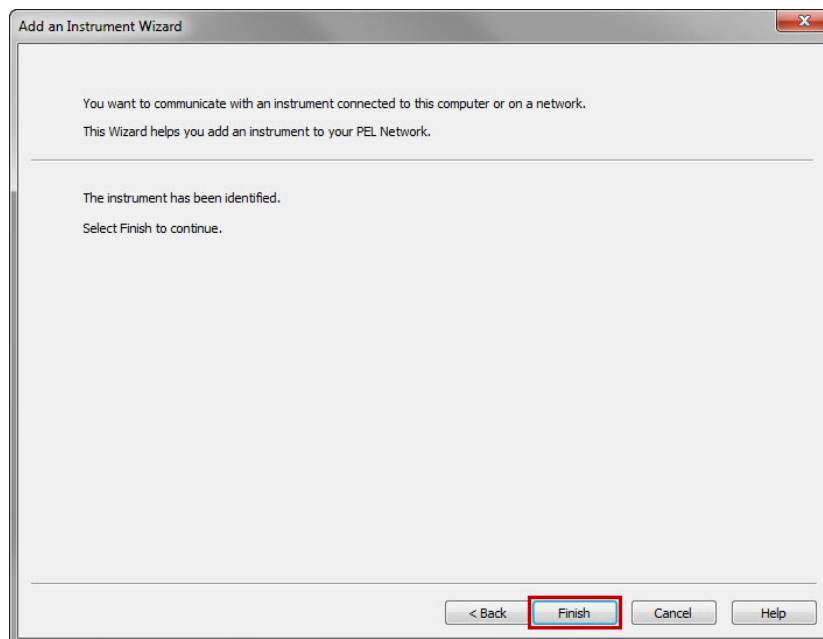 Add an Instrument Wizard
You want to communicate with an instrument connected to this computer or on a network.
This Wizard helps you add an instrument to your PEL Network.
The instrument has been identified.
Select Finish to continue.
< Back Finish Cancel Help